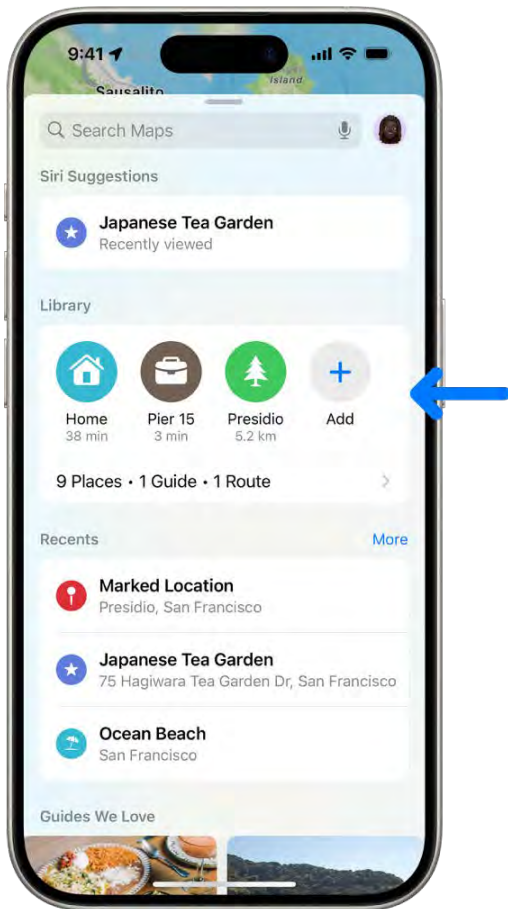 9:41
Sausalito
Island
Search Maps
Siri Suggestions
Japanese Tea Garden
Recently viewed
Library
Home
38 min
Pier 15
3 min
Presidio
5.2 km
Add
9 Places • 1 Guide • 1 Route
Recents
More
Marked Location
Presidio, San Francisco
Japanese Tea Garden
75 Hagiwara Tea Garden Dr, San Francisco
Ocean Beach
San Francisco
Guides We Love